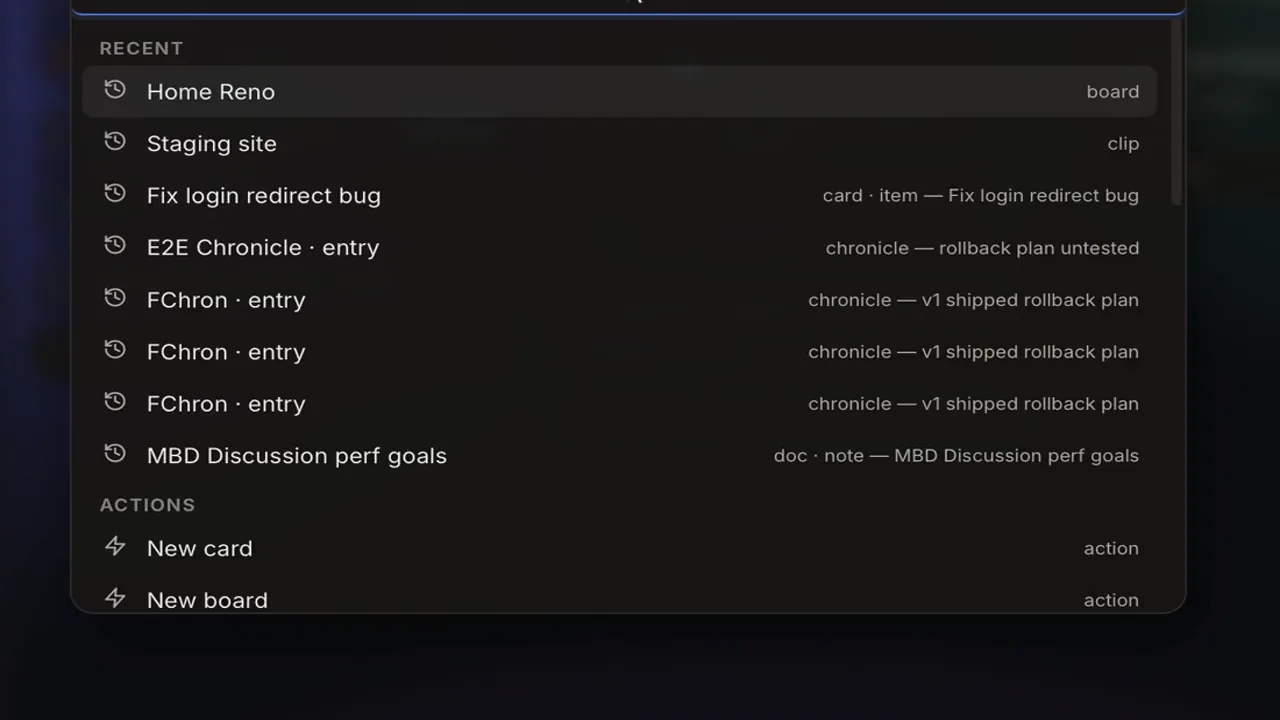 RECENT
Home Reno board
Staging site clip
Fix login redirect bug card · item — Fix login redirect bug
E2E Chronicle · entry chronicle — rollback plan untested
FChron · entry chronicle — v1 shipped rollback plan
FChron · entry chronicle — v1 shipped rollback plan
FChron · entry chronicle — v1 shipped rollback plan
MBD Discussion perf goals doc · note — MBD Discussion perf goals
ACTIONS
New card action
New board action